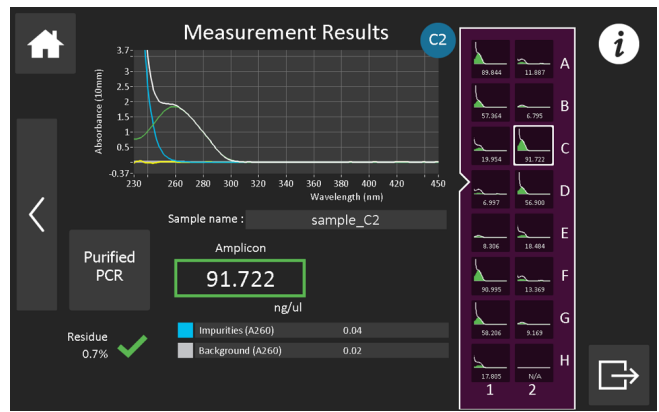 Measurement Results
C2
i
Absorbance (10mm)
3.7-
3-
2.5-
2-
1.5-
1-
0.5-
-0.37-
230 260 280 300 320 340 360 380 400 420 450
Wavelength (nm)
Sample name : sample_C2
Purified
PCR
Amplicon
91.722
ng/ul
Residue
0.7%
Impurities (A260) 0.04
Background (A260) 0.02
89.844 11.887 A
57.364 6.795 B
19.954 91.722 C
6.997 56.900 D
8.306 18.484 E
90.995 13.369 F
58.206 9.169 G
17.805 N/A H
1 2